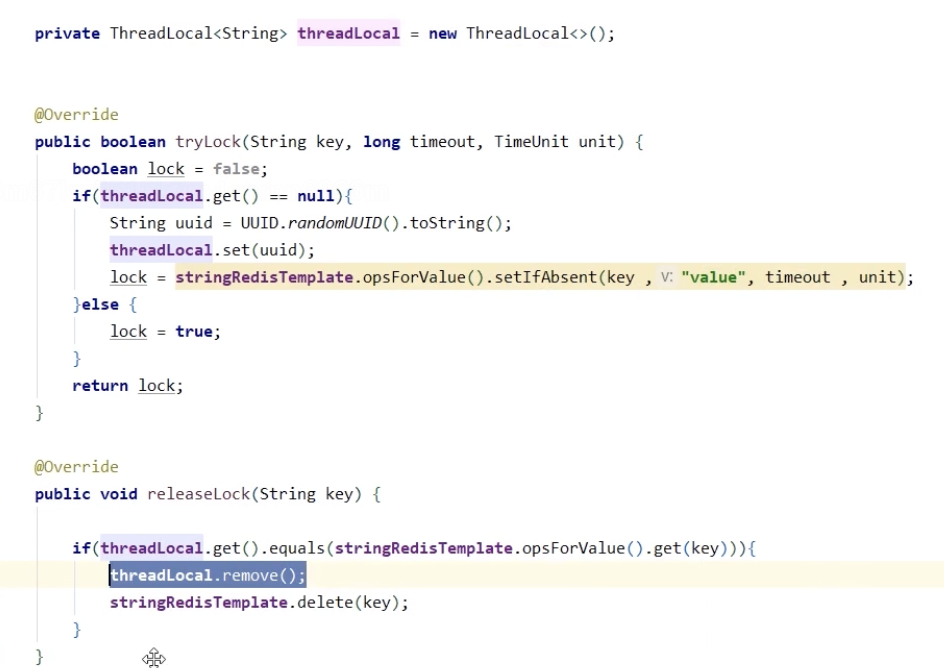 private ThreadLocal<String> threadLocal = new ThreadLocal<>();
@Override
public boolean tryLock(String key, long timeout, TimeUnit unit) {
boolean lock = false;
if(threadLocal.get() == null){
String uuid = UUID.randomUUID().toString();
threadLocal.set(uuid);
lock = stringRedisTemplate.opsForValue().setIfAbsent(key , V: "value", timeout , unit);
}else {
lock = true;
}
return lock;
}
@Override
public void releaseLock(String key) {
if(threadLocal.get().equals(stringRedisTemplate.opsForValue().get(key))){
threadLocal.remove();
stringRedisTemplate.delete(key);
}
}